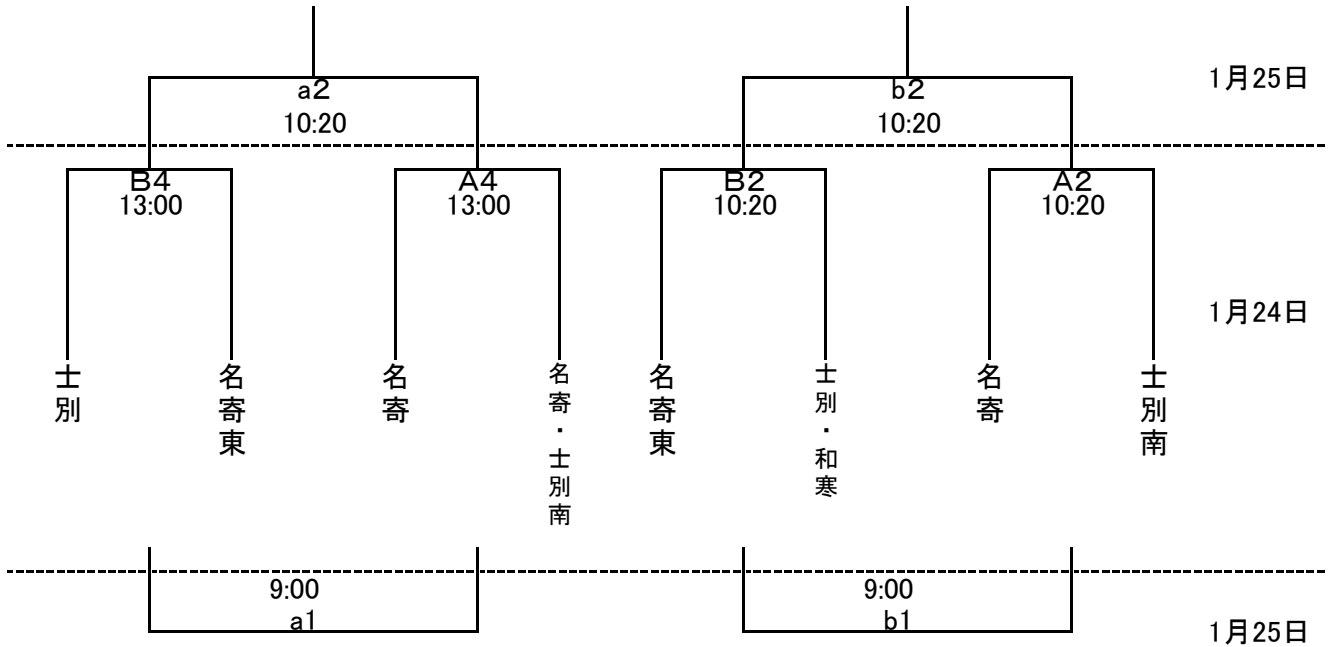 a2
10:20
b2
10:20
1月25日
B4
13:00
A4
13:00
B2
10:20
A2
10:20
1月24日
士別
名寄東
名寄
名寄・士別南
名寄東
士別・和寒
名寄
士別南
9:00
a1
9:00
b1
1月25日